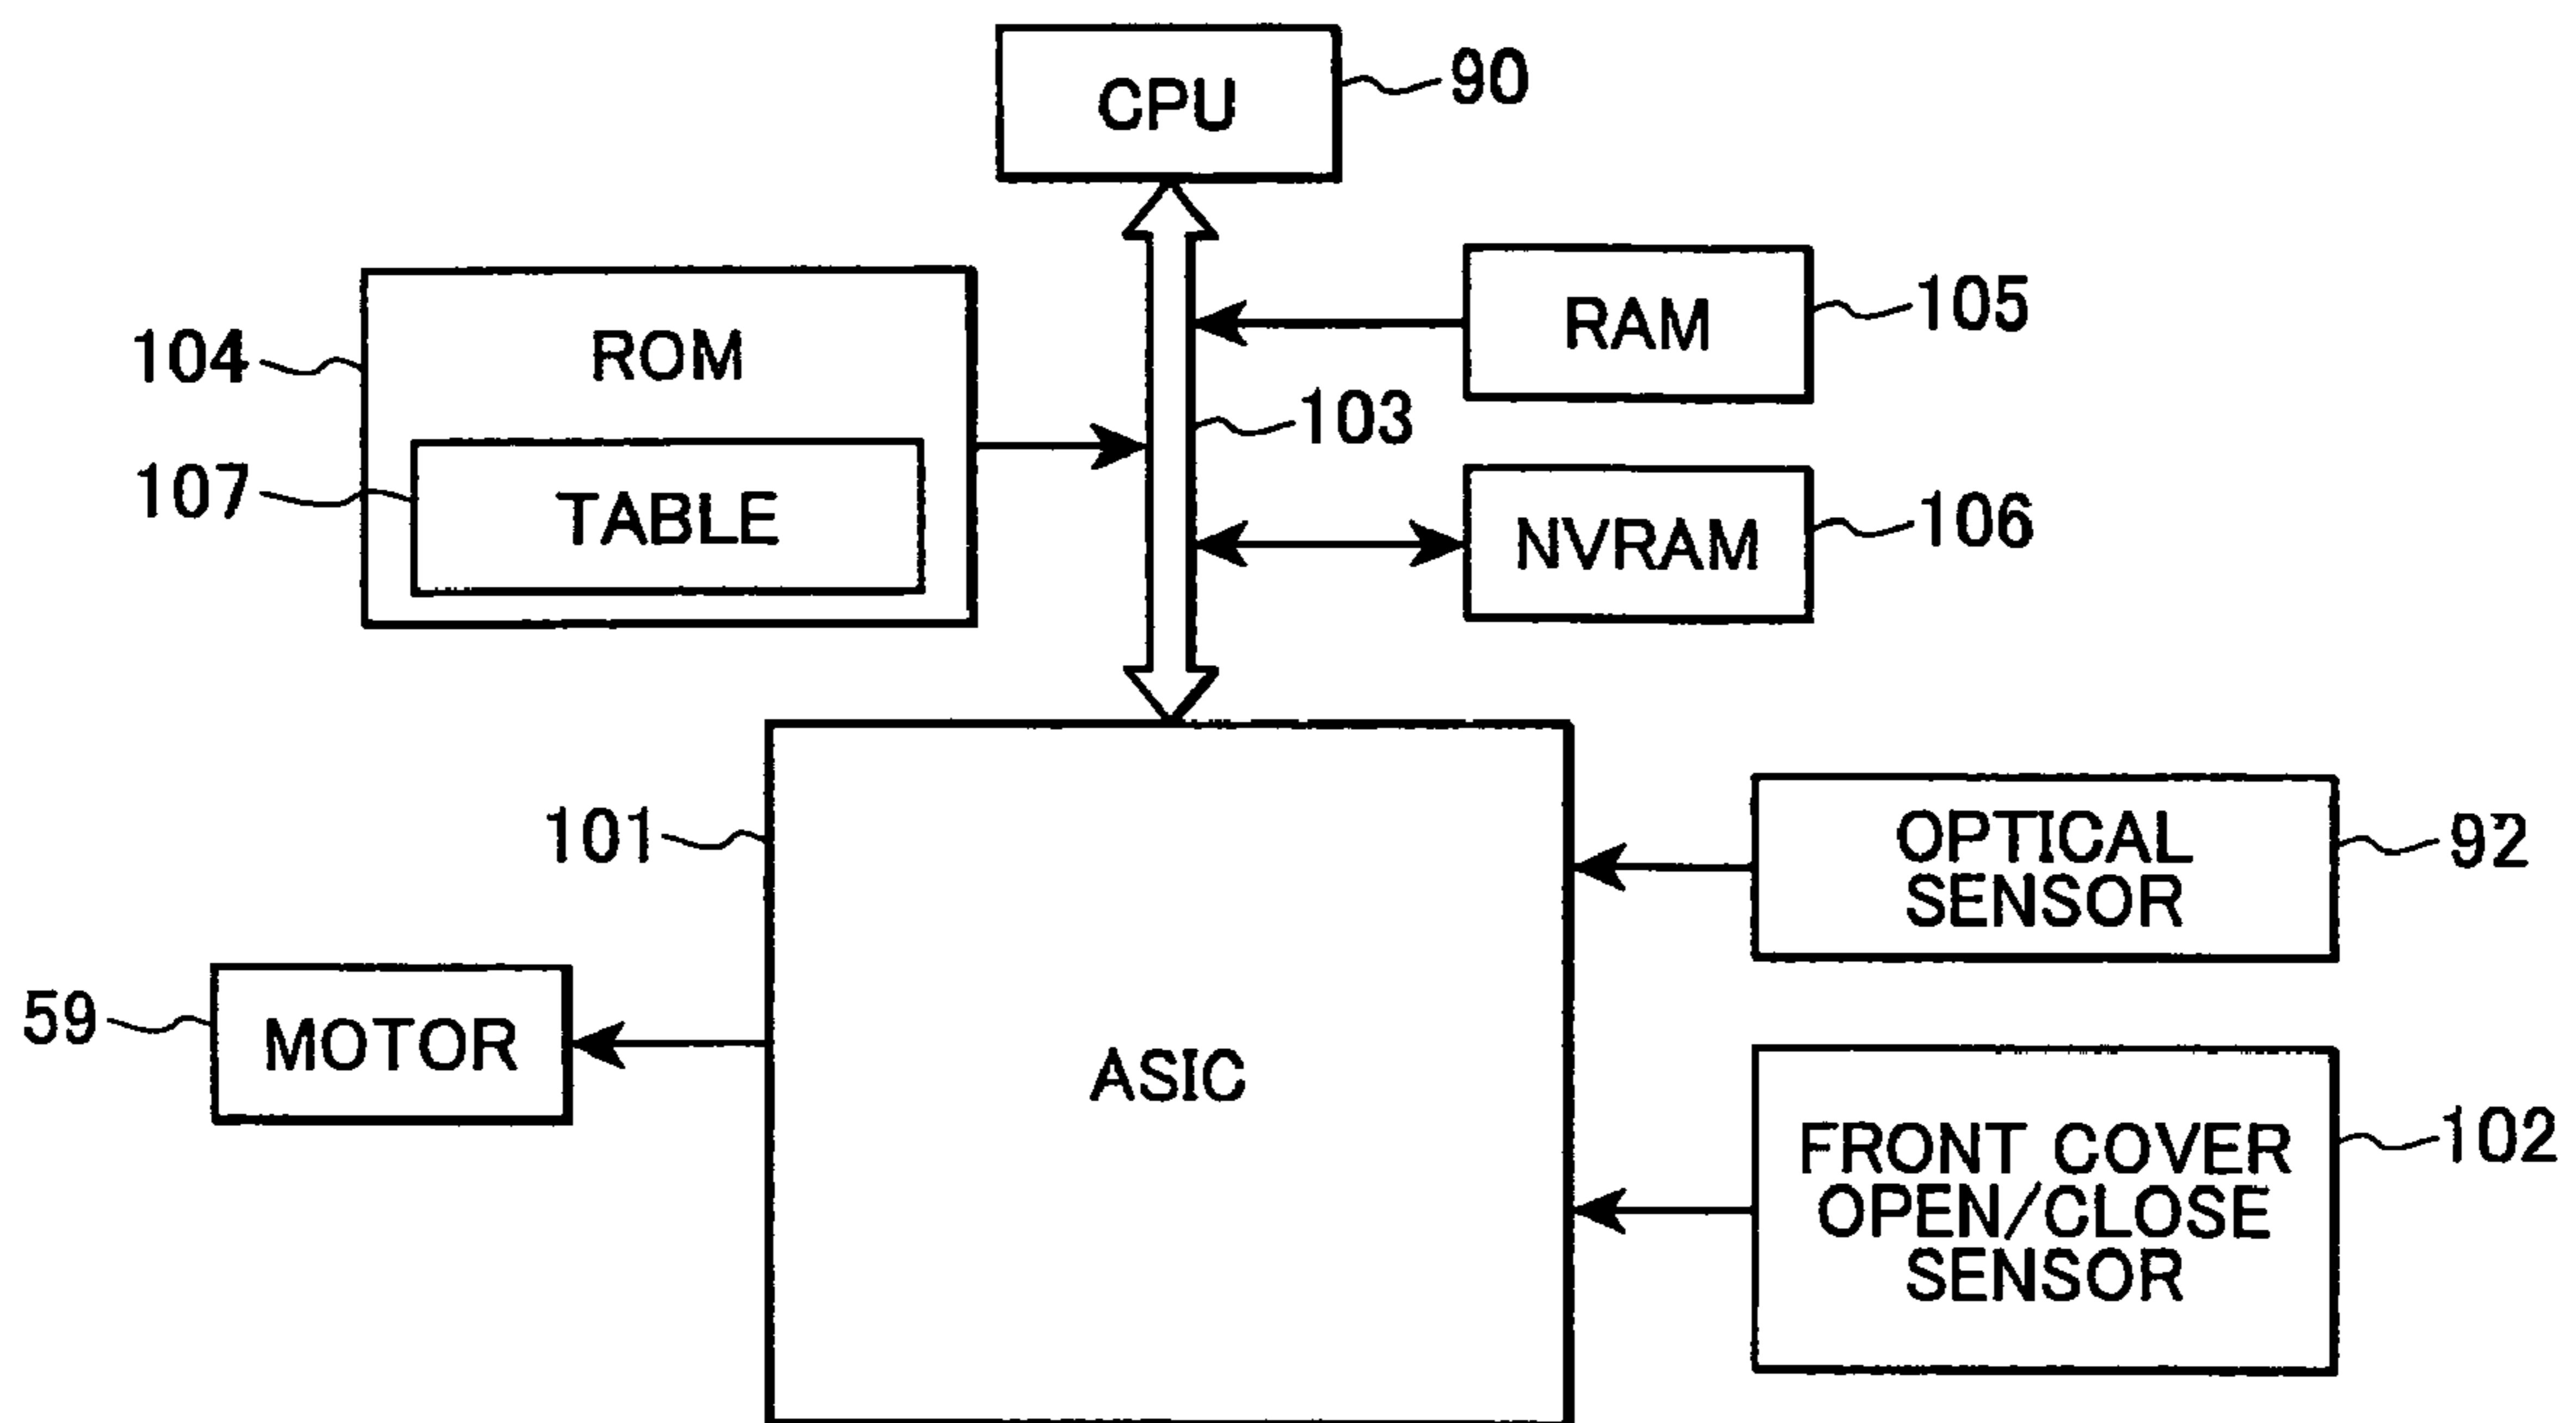 CPU
90
104
ROM
107
TABLE
RAM
105
103
NVRAM
106
101
ASIC
OPTICAL
SENSOR
92
59
MOTOR
FRONT COVER
OPEN/CLOSE
SENSOR
102